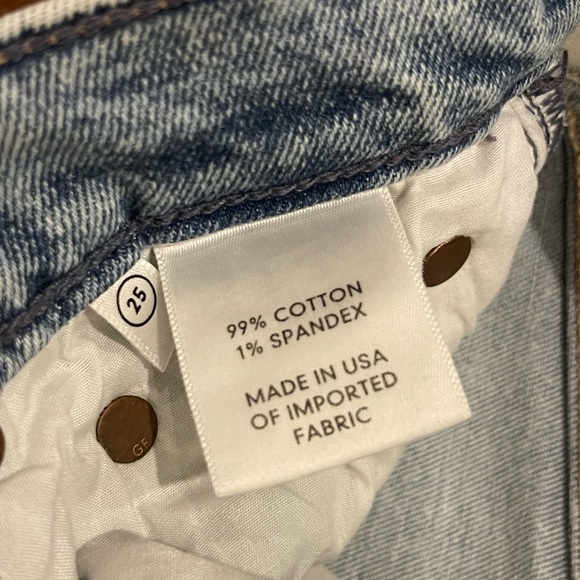 25
99% COTTON
1% SPANDEX
MADE IN USA
OF IMPORTED
FABRIC
GF